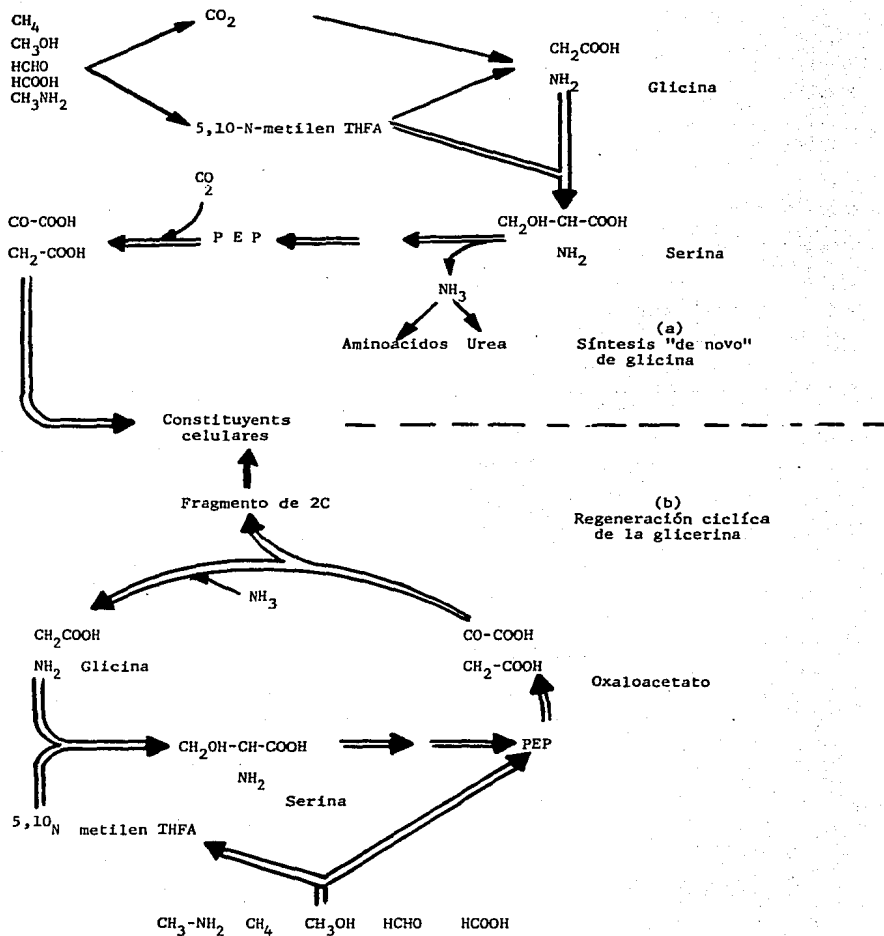 CH4
CH3OH
HCHO
HCOOH
CH3NH2
CO2
5,10-N-metilen THFA
CH2COOH
NH2
Glicina
CO2
CO-COOH
CH2-COOH
P E P
CH2OH-CH-COOH
NH2
Serina
NH3
Aminoácidos Urea
(a)
Síntesis "de novo"
de glicina
Constituyents
celulares
Fragmento de 2C
(b)
Regeneración ciclíca
de la glicerina
NH3
CH2COOH
NH2 Glicina
CO-COOH
CH2-COOH
Oxaloacetato
CH2OH-CH-COOH
NH2
Serina
PEP
5,10N metilen THFA
CH3-NH2 CH4 CH3OH HCHO HCOOH